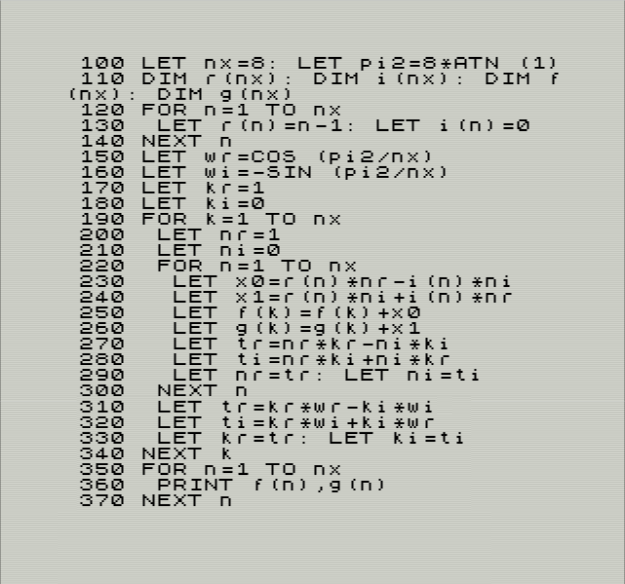 100 LET nx=8: LET pi2=8*ATN (1)
110 DIM r(nx): DIM i(nx): DIM f
(nx): DIM g(nx)
120 FOR n=1 TO nx
130 LET r(n)=n-1: LET i(n)=0
140 NEXT n
150 LET wr=COS (pi2/nx)
160 LET wi=-SIN (pi2/nx)
170 LET kr=1
180 LET ki=0
190 FOR k=1 TO nx
200 LET nr=1
210 LET ni=0
220 FOR n=1 TO nx
230 LET x0=r(n)*nr-i(n)*ni
240 LET x1=r(n)*ni+i(n)*nr
250 LET f(k)=f(k)+x0
260 LET g(k)=g(k)+x1
270 LET tr=nr*kr-ni*ki
280 LET ti=nr*ki+ni*kr
290 LET nr=tr: LET ni=ti
300 NEXT n
310 LET tr=kr*wr-ki*wi
320 LET ti=kr*wi+ki*wr
330 LET kr=tr: LET ki=ti
340 NEXT k
350 FOR n=1 TO nx
360 PRINT f(n),g(n)
370 NEXT n